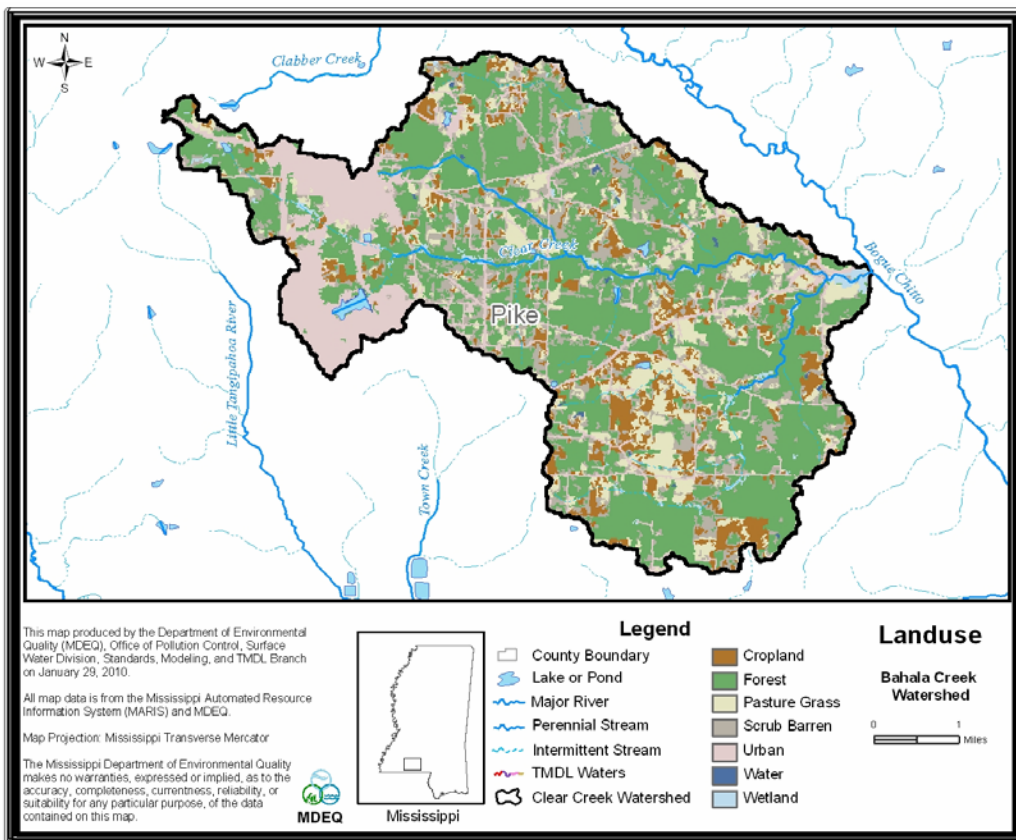 N
W E
S
Clabber Creek
Clear Creek
Bogue Chitto
Pike
Little Tangipahoa River
Town Creek
This map produced by the Department of Environmental
Quality (MDEQ), Office of Pollution Control, Surface
Water Division, Standards, Modeling, and TMDL Branch
on January 29, 2010.
All map data is from the Mississippi Automated Resource
Information System (MARIS) and MDEQ.
Map Projection: Mississippi Transverse Mercator
The Mississippi Department of Environmental Quality
makes no warranties, expressed or implied, as to the
accuracy, completeness, currentness, reliability, or
suitability for any particular purpose, of the data
contained on this map.
MDEQ
Mississippi
Legend
County Boundary
Lake or Pond
Major River
Perennial Stream
Intermittent Stream
TMDL Waters
Clear Creek Watershed
Cropland
Forest
Pasture Grass
Scrub Barren
Urban
Water
Wetland
Landuse
Bahala Creek
Watershed
0 1
Miles